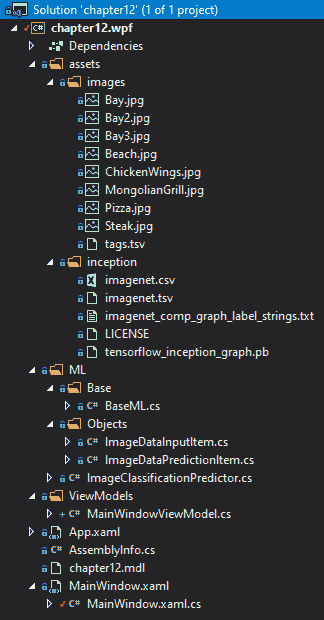 Solution 'chapter12' (1 of 1 project)
C# chapter12.wpf
Dependencies
assets
images
Bay.jpg
Bay2.jpg
Bay3.jpg
Beach.jpg
ChickenWings.jpg
MongolianGrill.jpg
Pizza.jpg
Steak.jpg
tags.tsv
inception
imagenet.csv
imagenet.tsv
imagenet_comp_graph_label_strings.txt
LICENSE
tensorflow_inception_graph.pb
ML
Base
C# BaseML.cs
Objects
C# ImageDataInputItem.cs
C# ImageDataPredictionItem.cs
C# ImageClassificationPredictor.cs
ViewModels
+ C# MainWindowViewModel.cs
App.xaml
C# AssemblyInfo.cs
chapter12.mdl
MainWindow.xaml
C# MainWindow.xaml.cs